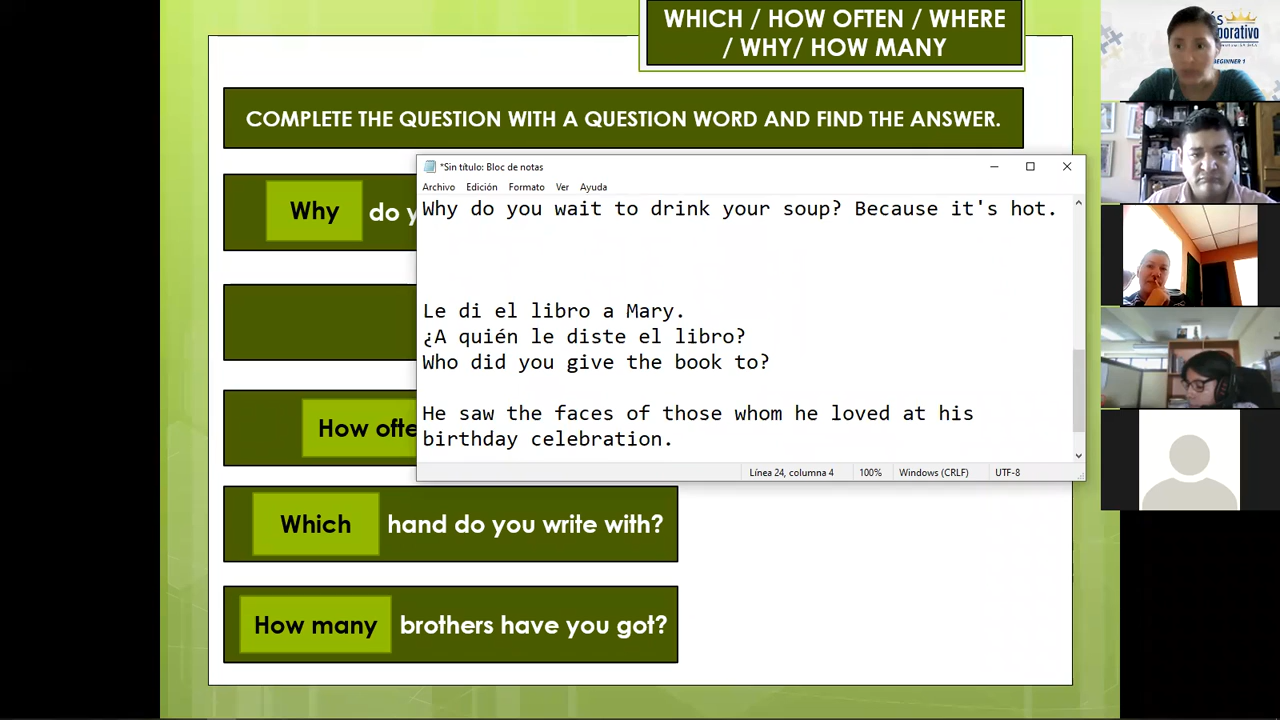 WHICH / HOW OFTEN / WHERE
/ WHY/ HOW MANY
COMPLETE THE QUESTION WITH A QUESTION WORD AND FIND THE ANSWER.
Why do y
*Sin título: Bloc de notas
Archivo Edición Formato Ver Ayuda
Why do you wait to drink your soup? Because it's hot.
Le di el libro a Mary.
¿A quién le diste el libro?
Who did you give the book to?
He saw the faces of those whom he loved at his
birthday celebration.
Línea 24, columna 4 100% Windows (CRLF) UTF-8
How ofte
Which hand do you write with?
How many brothers have you got?
BEGINNER 1